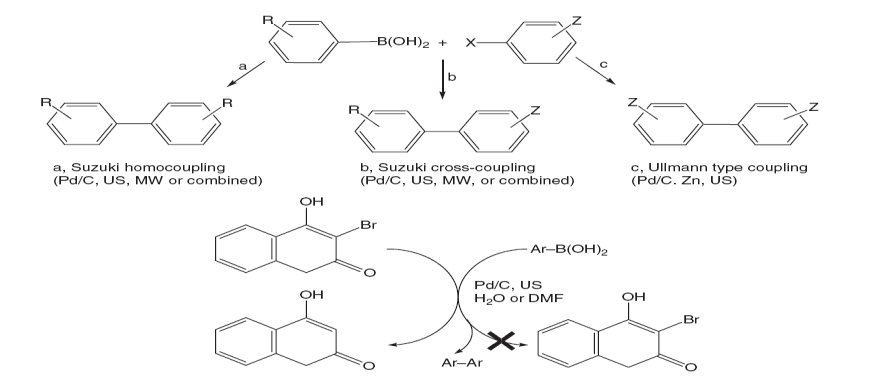 R
B(OH)₂ + X
Z
a
b
c
R R
R Z
Z Z
a, Suzuki homocoupling
(Pd/C, US, MW or combined)
b, Suzuki cross-coupling
(Pd/C, US, MW, or combined)
c, Ullmann type coupling
(Pd/C. Zn, US)
OH
Br
O
Ar–B(OH)₂
Pd/C, US
H₂O or DMF
OH
O
Ar–Ar
OH
Br
O